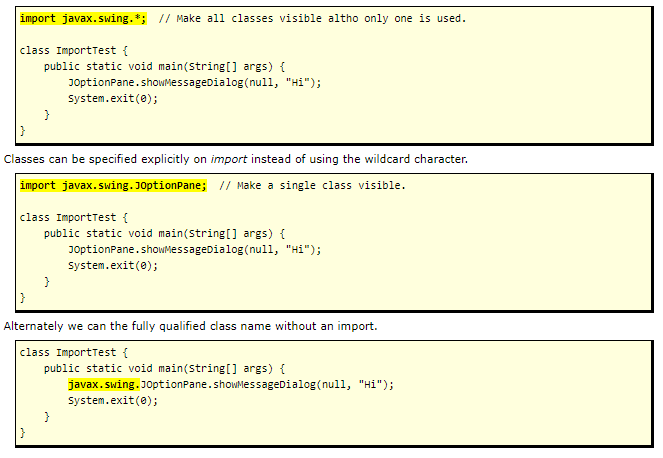 import javax.swing.*;  // Make all classes visible altho only one is used.

class ImportTest {
    public static void main(String[] args) {
        JOptionPane.showMessageDialog(null, "Hi");
        System.exit(0);
    }
}
Classes can be specified explicitly on import instead of using the wildcard character.
import javax.swing.JOptionPane;  // Make a single class visible.

class ImportTest {
    public static void main(String[] args) {
        JOptionPane.showMessageDialog(null, "Hi");
        System.exit(0);
    }
}
Alternately we can the fully qualified class name without an import.
class ImportTest {
    public static void main(String[] args) {
        javax.swing.JOptionPane.showMessageDialog(null, "Hi");
        System.exit(0);
    }
}